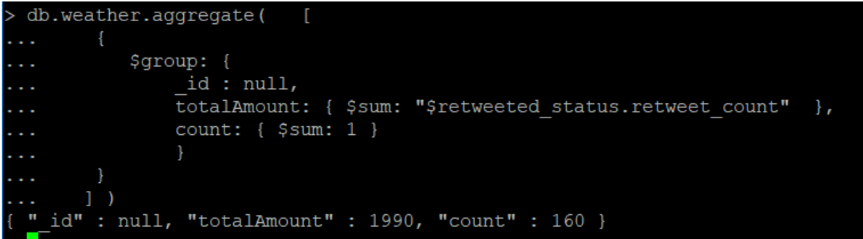 > db.weather.aggregate(   [
...     {
...        $group: {
...            _id : null,
...            totalAmount: { $sum: "$retweeted_status.retweet_count"  },
...            count: { $sum: 1 }
...            }
...     }
...    ] )
{ "_id" : null, "totalAmount" : 1990, "count" : 160 }